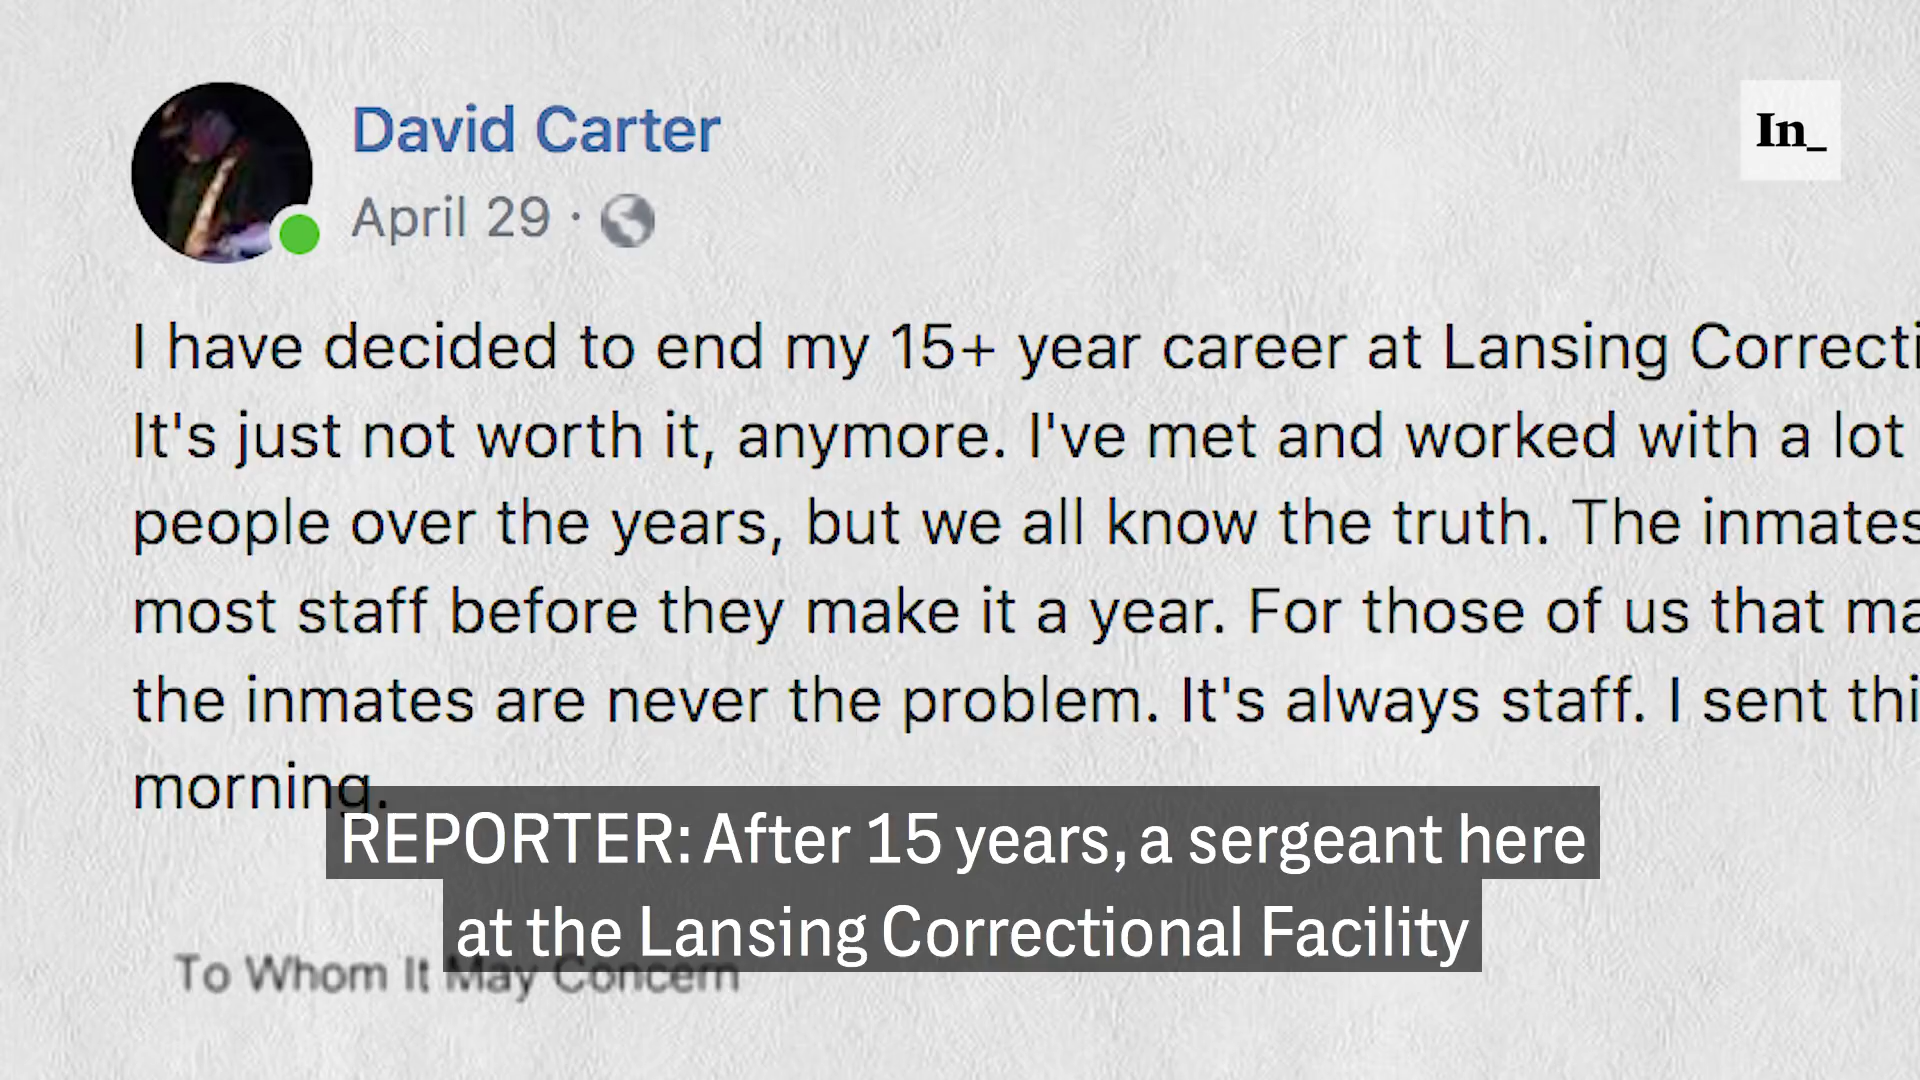 David Carter
April 29 ·
In_
I have decided to end my 15+ year career at Lansing Correcti
It's just not worth it, anymore. I've met and worked with a lot
people over the years, but we all know the truth. The inmates
most staff before they make it a year. For those of us that ma
the inmates are never the problem. It's always staff. I sent thi
morning.
REPORTER: After 15 years, a sergeant here
at the Lansing Correctional Facility
To Whom It May Concern